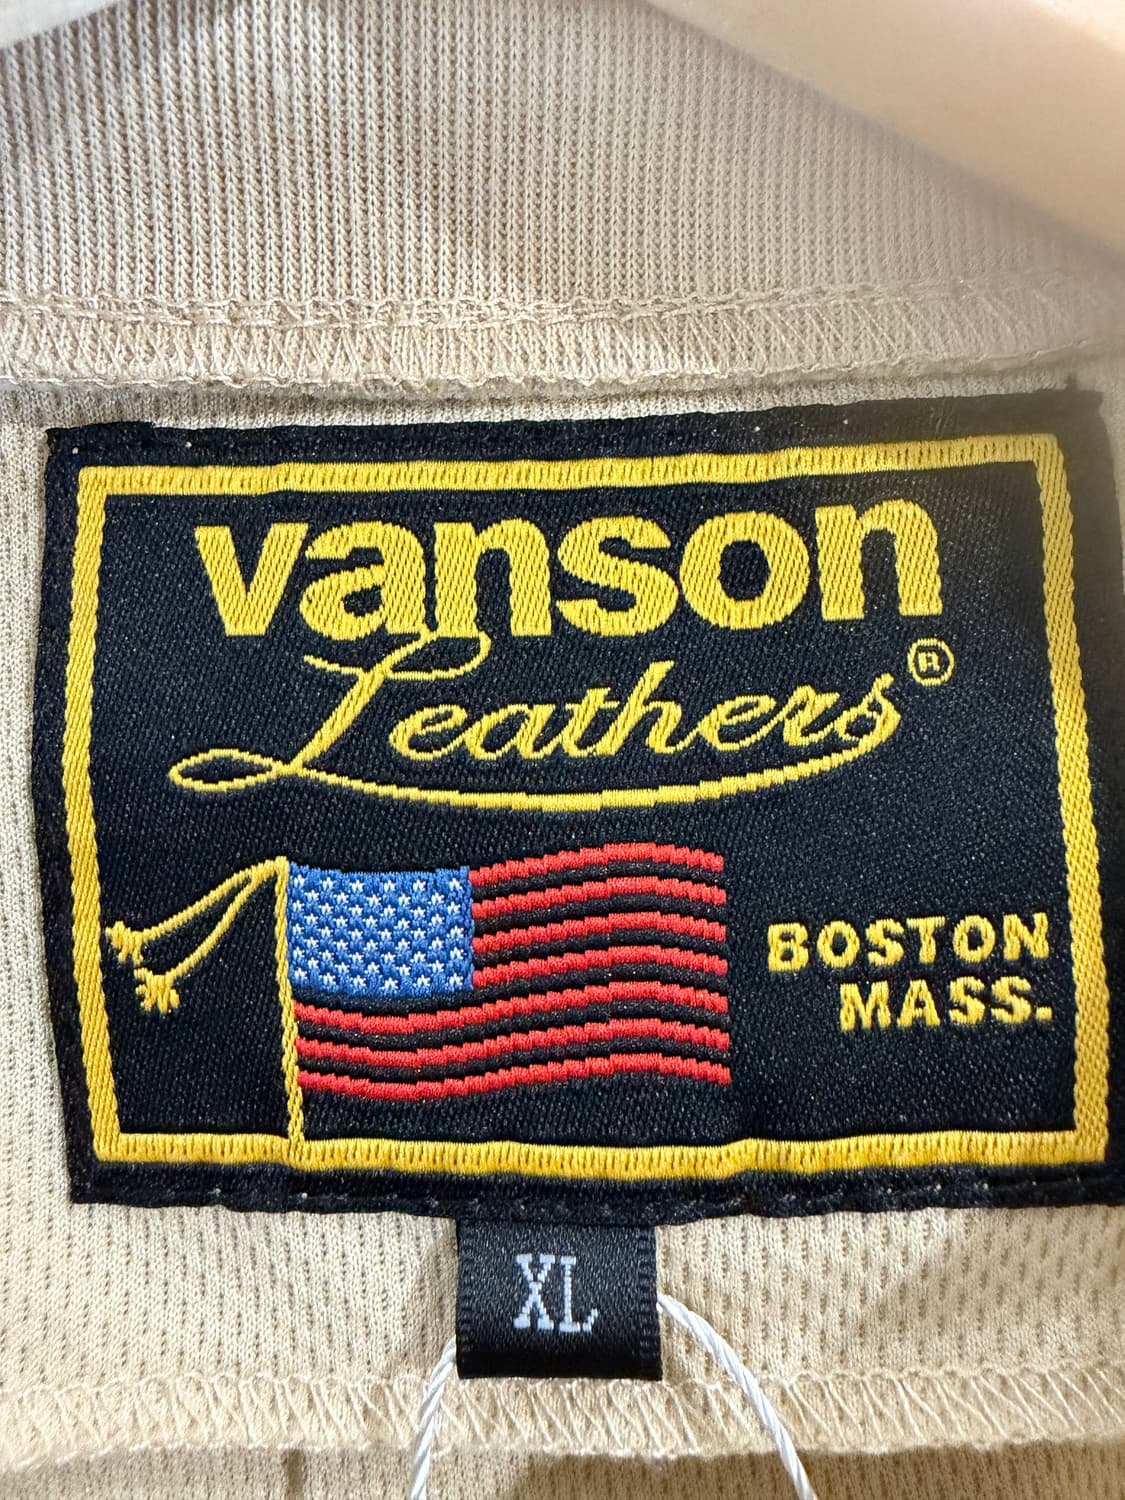 vanson
Leathers®
BOSTON
MASS.
XL